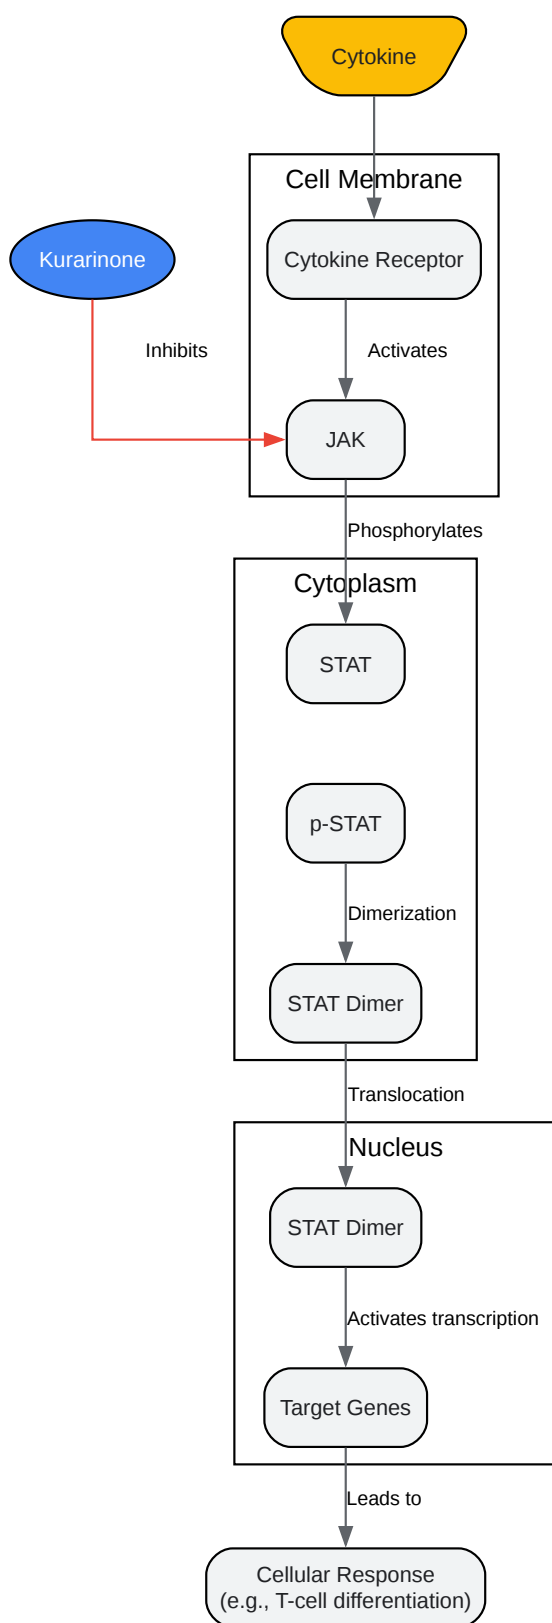 Cytokine
Cell Membrane
Kurarinone
Cytokine Receptor
Inhibits
Activates
JAK
Phosphorylates
Cytoplasm
STAT
p-STAT
Dimerization
STAT Dimer
Translocation
Nucleus
STAT Dimer
Activates transcription
Target Genes
Leads to
Cellular Response
(e.g., T-cell differentiation)